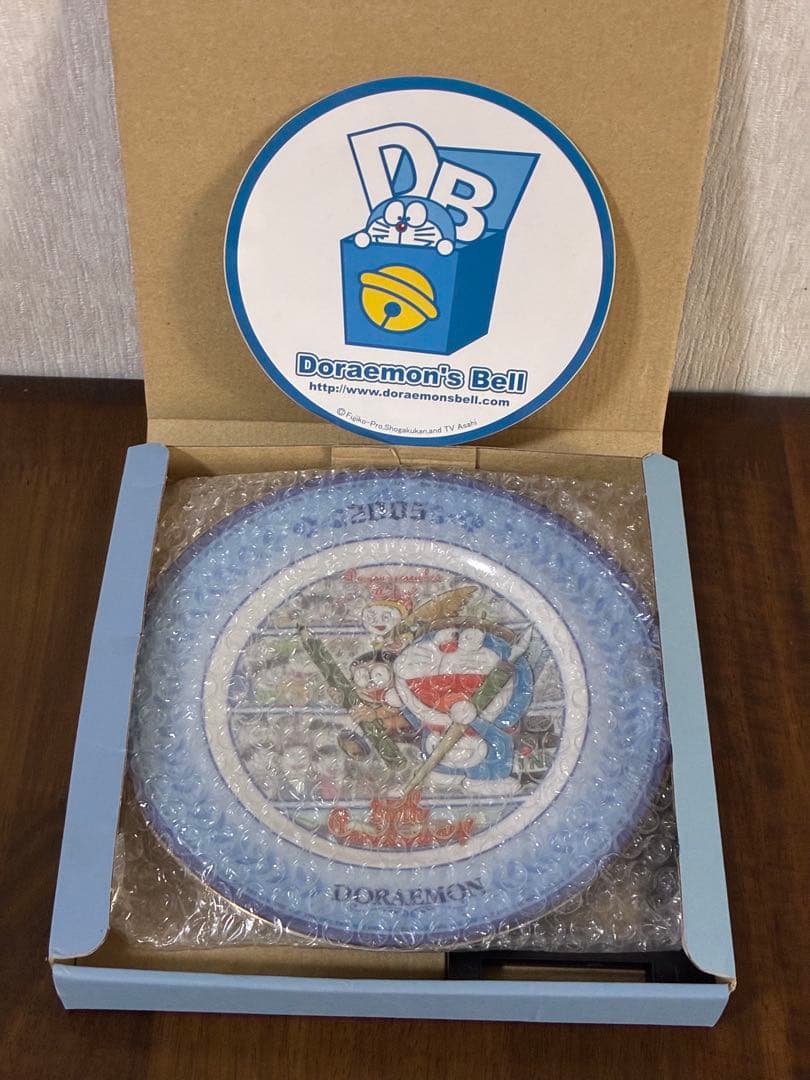 DB
Doraemon's Bell
http://www.doraemonsbell.com
©Fujiko-Pro,Shogakukan,and TV Asahi
2005
DORAEMON